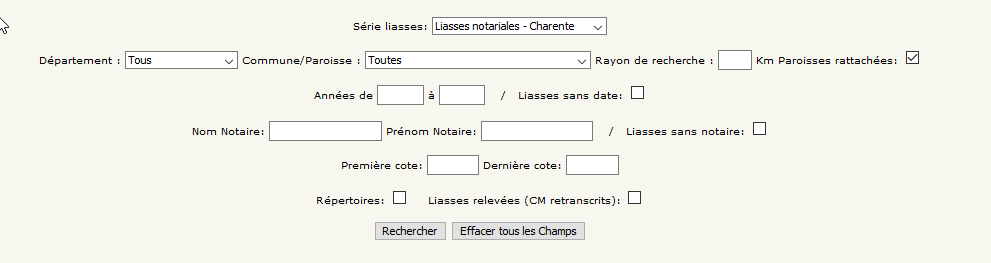 Série liasses: Liasses notariales - Charente
Département : Tous Commune/Paroisse : Toutes Rayon de recherche : Km Paroisses rattachées:
Années de à / Liasses sans date:
Nom Notaire: Prénom Notaire: / Liasses sans notaire:
Première cote: Dernière cote:
Répertoires: Liasses relevées (CM retranscrits):
Rechercher Effacer tous les Champs